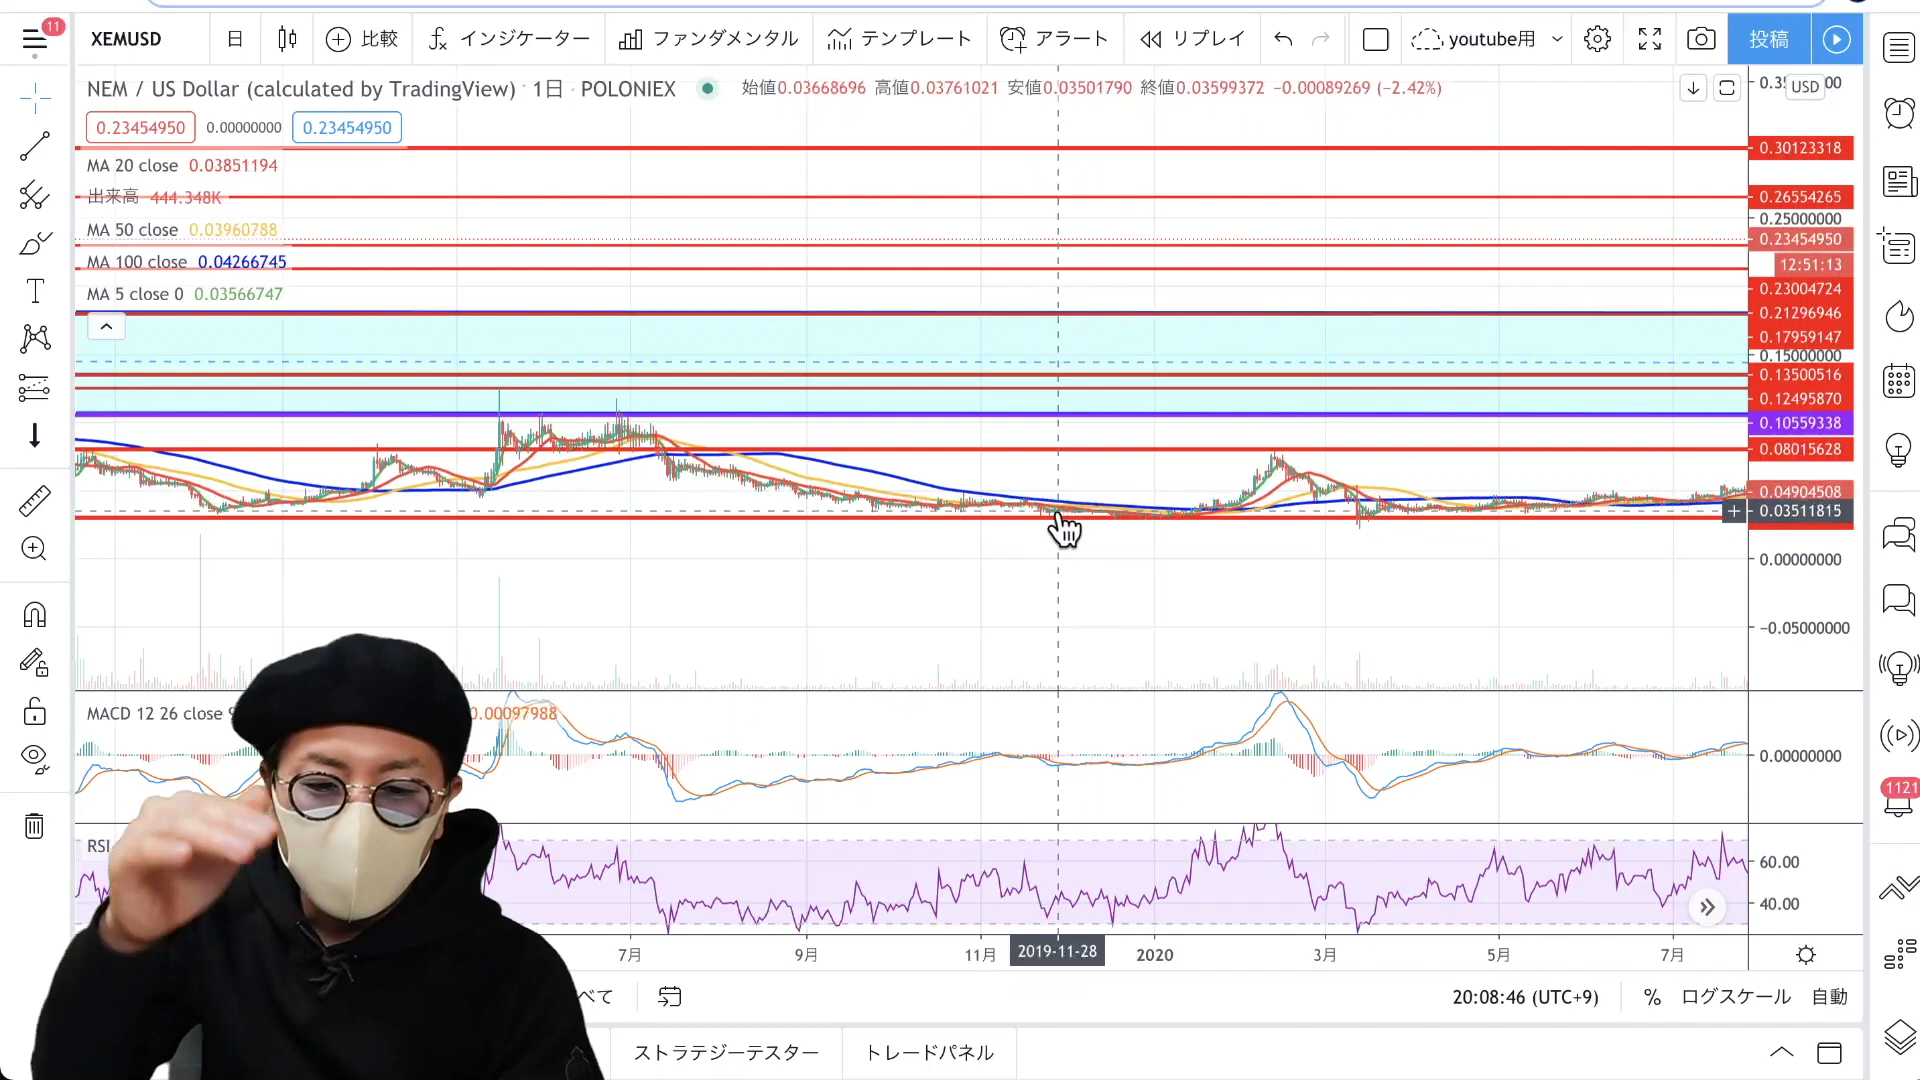 11
XEMUSD
日
比較
インジケーター
ファンダメンタル
テンプレート
アラート
リプレイ
youtube用
投稿
NEM / US Dollar (calculated by TradingView) · 1日 · POLONIEX
始値0.03668696 高値0.03761021 安値0.03501790 終値0.03599372 −0.00089269 (−2.42%)
USD
0.23454950 0.00000000 0.23454950
MA 20 close 0.03851194
出来高 444.348K
MA 50 close 0.03960788
MA 100 close 0.04266745
MA 5 close 0 0.03566747
0.30123318
0.26554265
0.25000000
0.23454950
12:51:13
0.23004724
0.21296946
0.17959147
0.15000000
0.13500516
0.12495870
0.10559338
0.08015628
0.04904508
0.03511815
0.00000000
−0.05000000
MACD 12 26 close
0.00097988
0.00000000
1121
RSI
60.00
40.00
7月
9月
11月
2019-11-28
2020
3月
5月
7月
べて
20:08:46 (UTC+9)
%
ログスケール
自動
ストラテジーテスター
トレードパネル